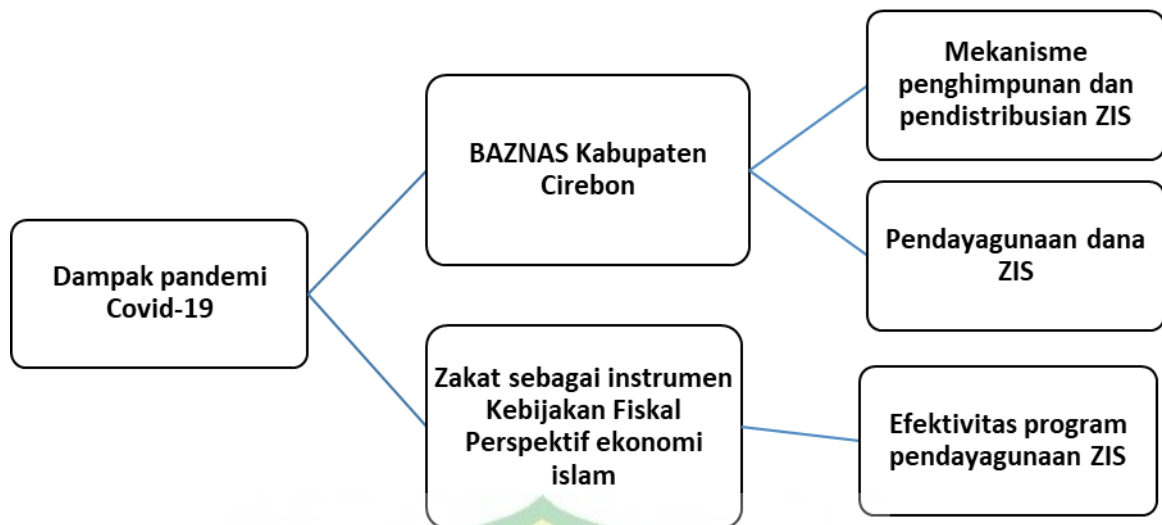 Dampak pandemi
Covid-19
BAZNAS Kabupaten
Cirebon
Mekanisme
penghimpunan dan
pendistribusian ZIS
Pendayagunaan dana
ZIS
Zakat sebagai instrumen
Kebijakan Fiskal
Perspektif ekonomi
islam
Efektivitas program
pendayagunaan ZIS